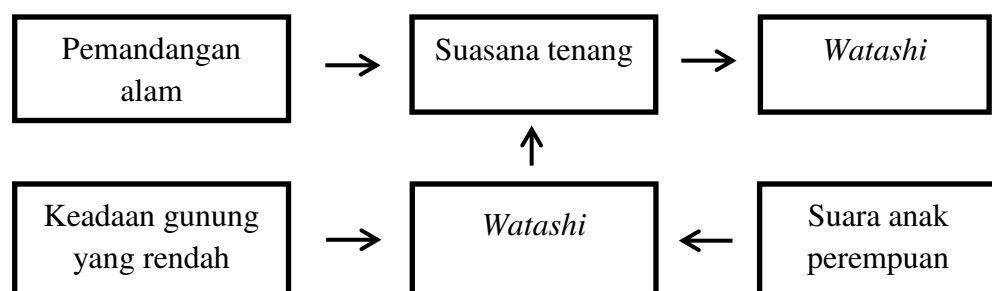 Pemandangan
alam
Suasana tenang
Watashi
Keadaan gunung
yang rendah
Watashi
Suara anak
perempuan